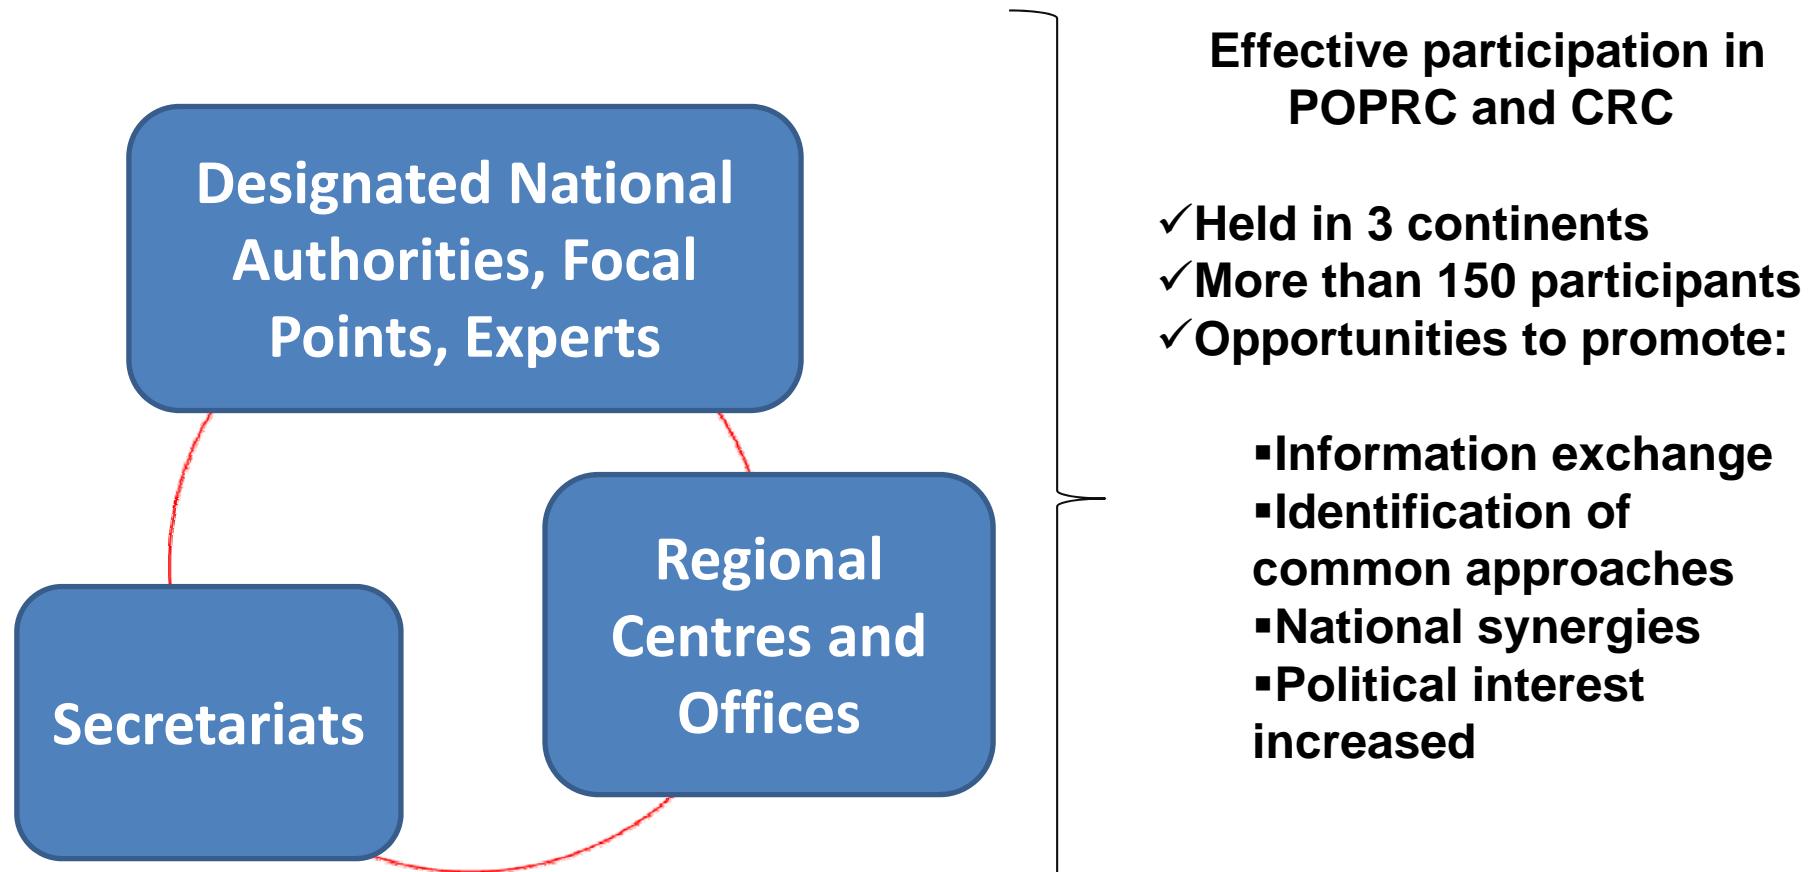 Designated National
Authorities, Focal
Points, Experts
Regional
Centres and
Offices
Secretariats
Effective participation in
POPRC and CRC
✓Held in 3 continents
✓More than 150 participants
✓Opportunities to promote:
▪Information exchange
▪Identification of
common approaches
▪National synergies
▪Political interest
increased